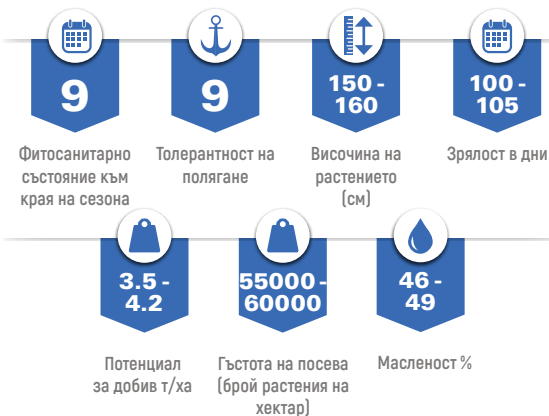 9
Фитосанитарно
състояние към
края на сезона
9
Толерантност на
полягане
150 -
160
Височина на
растението
(см)
100 -
105
Зрялост в дни
3.5 -
4.2
Потенциал
за добив т/ха
55000 -
60000
Гъстота на посева
(брой растения на
хектар)
46 -
49
Масленост %